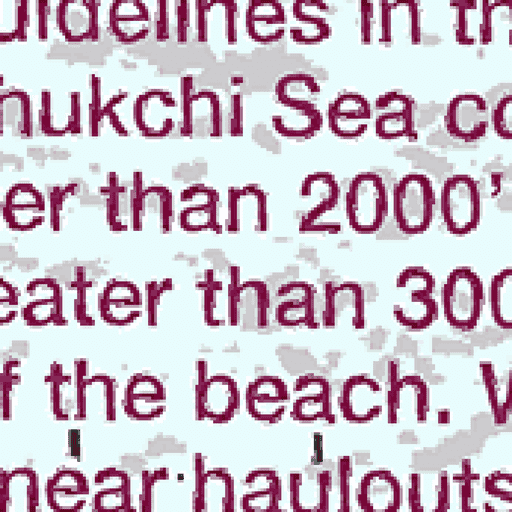 uidelines in th
hukchi Sea co
er than 2000'
eater than 300
f the beach. W
near haulouts